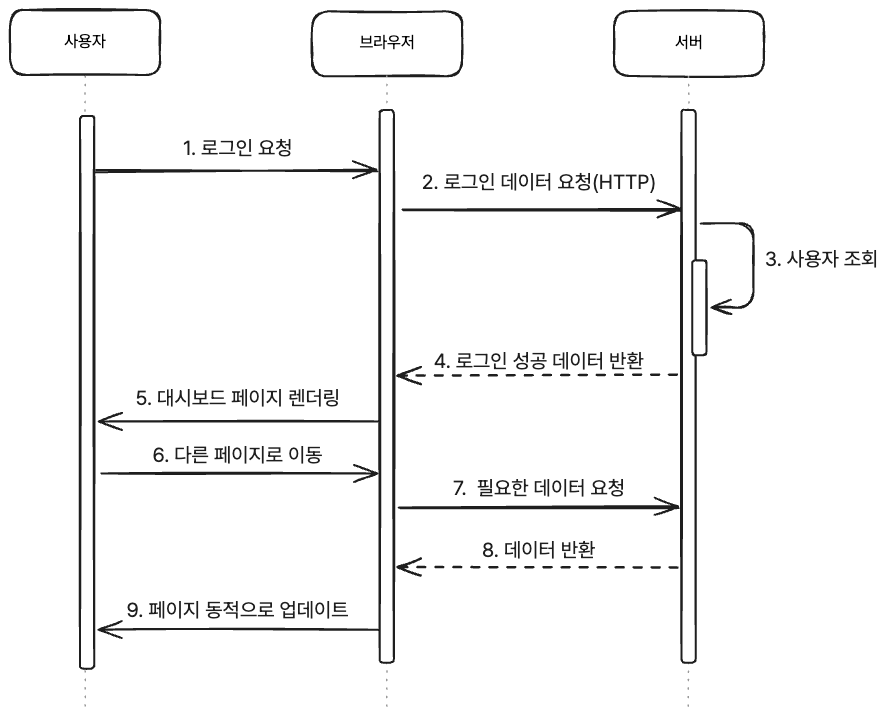 사용자
브라우저
서버
1. 로그인 요청
2. 로그인 데이터 요청(HTTP)
3. 사용자 조회
4. 로그인 성공 데이터 반환
5. 대시보드 페이지 렌더링
6. 다른 페이지로 이동
7. 필요한 데이터 요청
8. 데이터 반환
9. 페이지 동적으로 업데이트